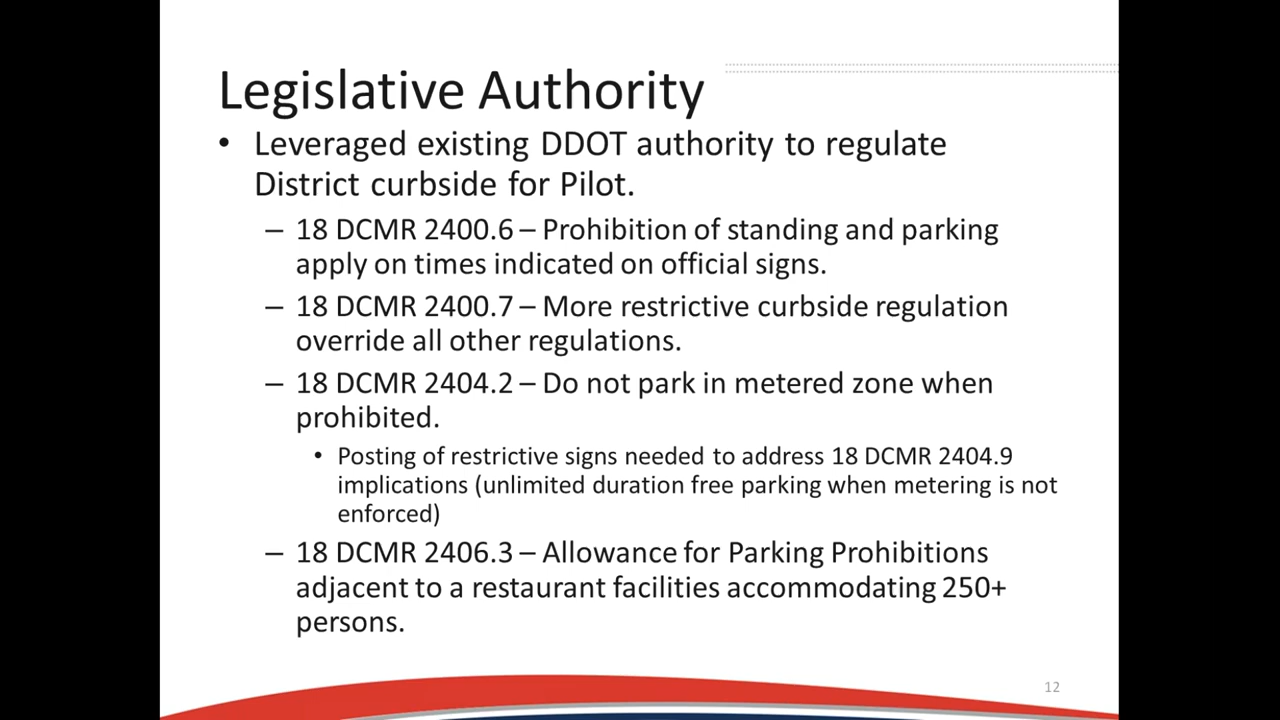 Legislative Authority
• Leveraged existing DDOT authority to regulate
District curbside for Pilot.
– 18 DCMR 2400.6 – Prohibition of standing and parking
apply on times indicated on official signs.
– 18 DCMR 2400.7 – More restrictive curbside regulation
override all other regulations.
– 18 DCMR 2404.2 – Do not park in metered zone when
prohibited.
• Posting of restrictive signs needed to address 18 DCMR 2404.9
implications (unlimited duration free parking when metering is not
enforced)
– 18 DCMR 2406.3 – Allowance for Parking Prohibitions
adjacent to a restaurant facilities accommodating 250+
persons.
12